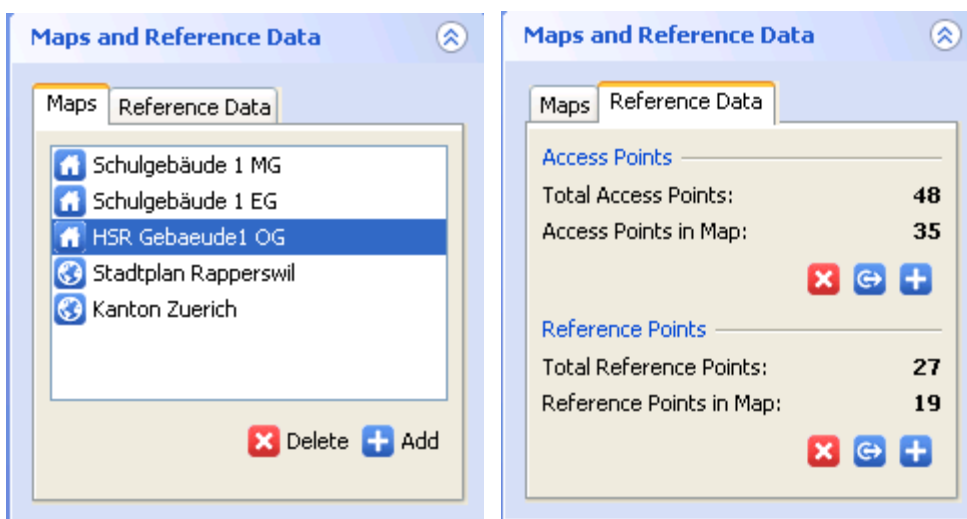 Maps and Reference Data
Maps Reference Data
Schulgebäude 1 MG
Schulgebäude 1 EG
HSR Gebaeude1 OG
Stadtplan Rapperswil
Kanton Zuerich
Delete Add
Maps and Reference Data
Maps Reference Data
Access Points
Total Access Points: 48
Access Points in Map: 35
Reference Points
Total Reference Points: 27
Reference Points in Map: 19